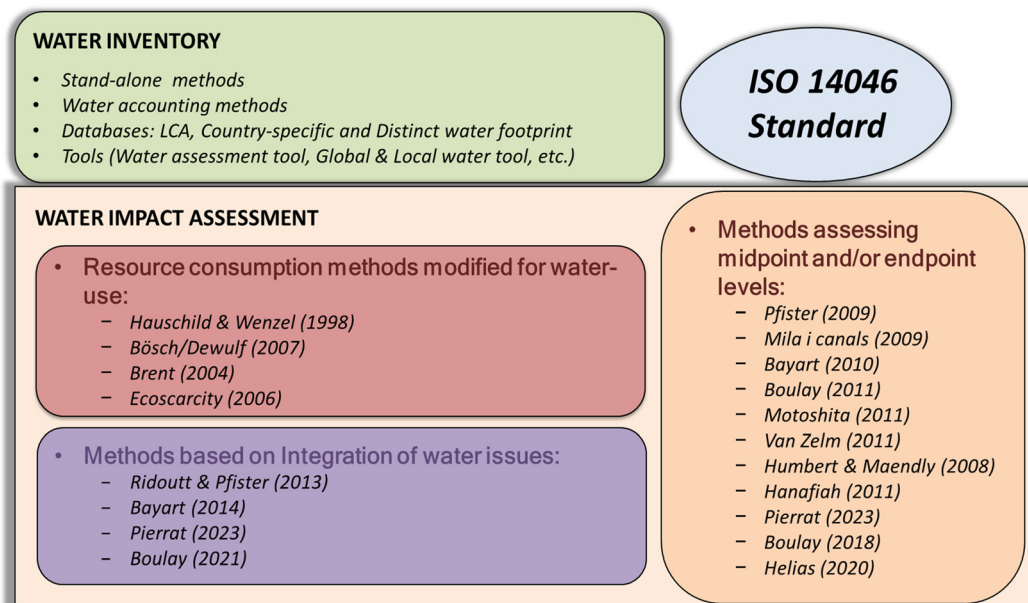 WATER INVENTORY
• Stand-alone methods
• Water accounting methods
• Databases: LCA, Country-specific and Distinct water footprint
• Tools (Water assessment tool, Global & Local water tool, etc.)
ISO 14046
Standard
WATER IMPACT ASSESSMENT
• Resource consumption methods modified for water-
use:
– Hauschild & Wenzel (1998)
– Bösch/Dewulf (2007)
– Brent (2004)
– Ecoscarcity (2006)
• Methods based on Integration of water issues:
– Ridoutt & Pfister (2013)
– Bayart (2014)
– Pierrat (2023)
– Boulay (2021)
• Methods assessing
midpoint and/or endpoint
levels:
– Pfister (2009)
– Mila i canals (2009)
– Bayart (2010)
– Boulay (2011)
– Motoshita (2011)
– Van Zelm (2011)
– Humbert & Maendly (2008)
– Hanafiah (2011)
– Pierrat (2023)
– Boulay (2018)
– Helias (2020)